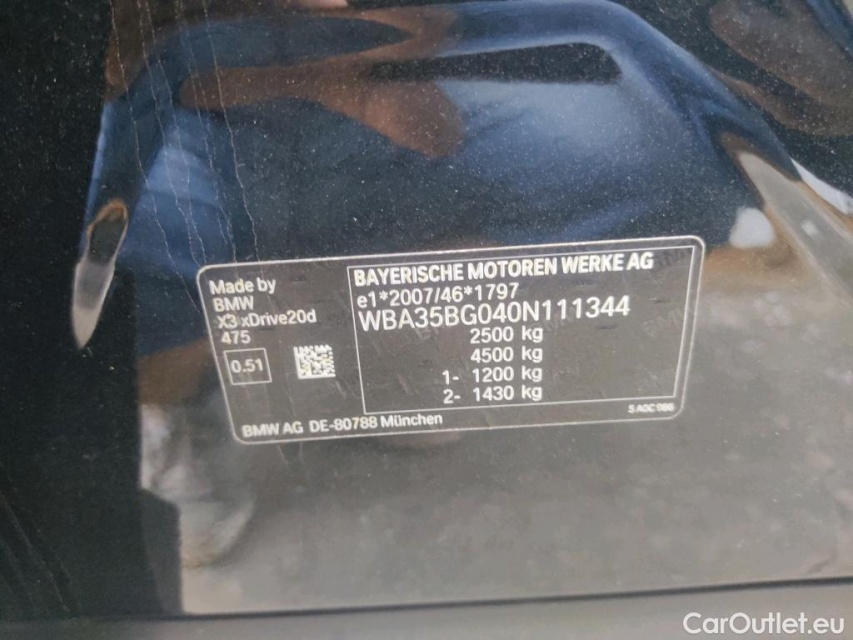 Made by
BMW
X3 xDrive20d
475
0.51
BAYERISCHE MOTOREN WERKE AG
e1*2007/46*1797
WBA35BG040N111344
2500 kg
4500 kg
1- 1200 kg
2- 1430 kg
BMW AG DE-80788 München
CarOutlet.eu